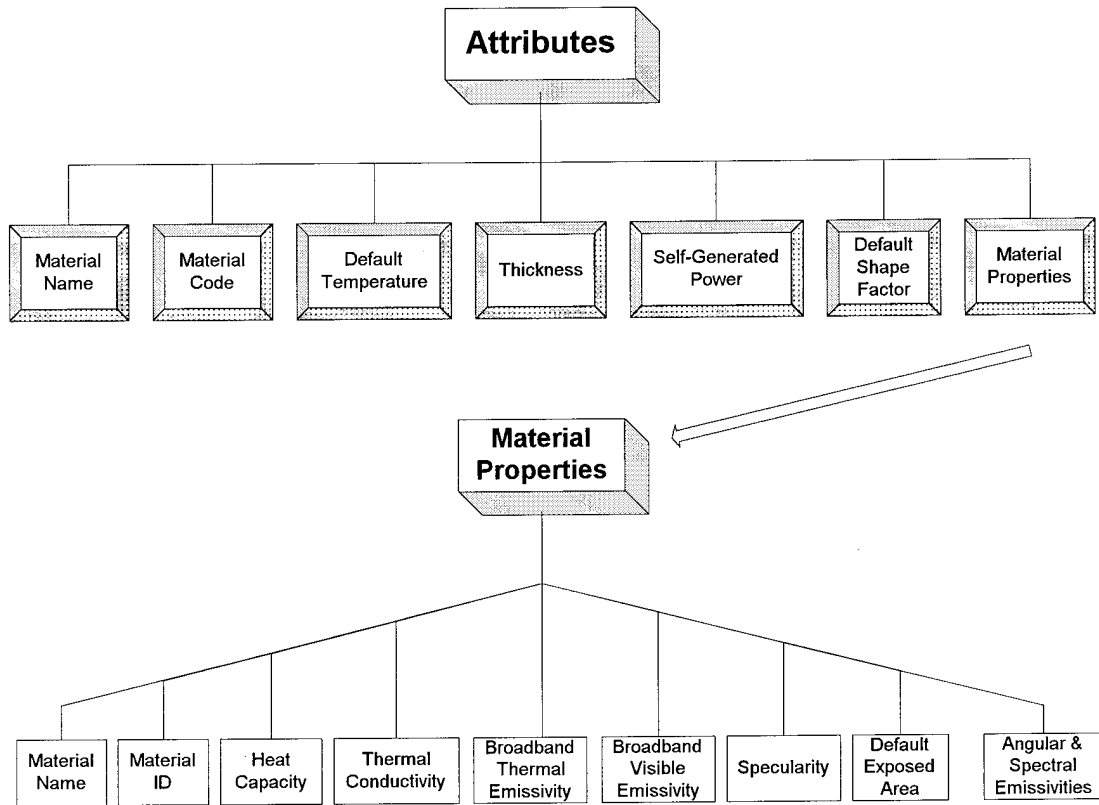 Attributes
Material
Name
Material
Code
Default
Temperature
Thickness
Self-Generated
Power
Default
Shape
Factor
Material
Properties
Material
Properties
Material
Name
Material
ID
Heat
Capacity
Thermal
Conductivity
Broadband
Thermal
Emissivity
Broadband
Visible
Emissivity
Specularity
Default
Exposed
Area
Angular &
Spectral
Emissivities